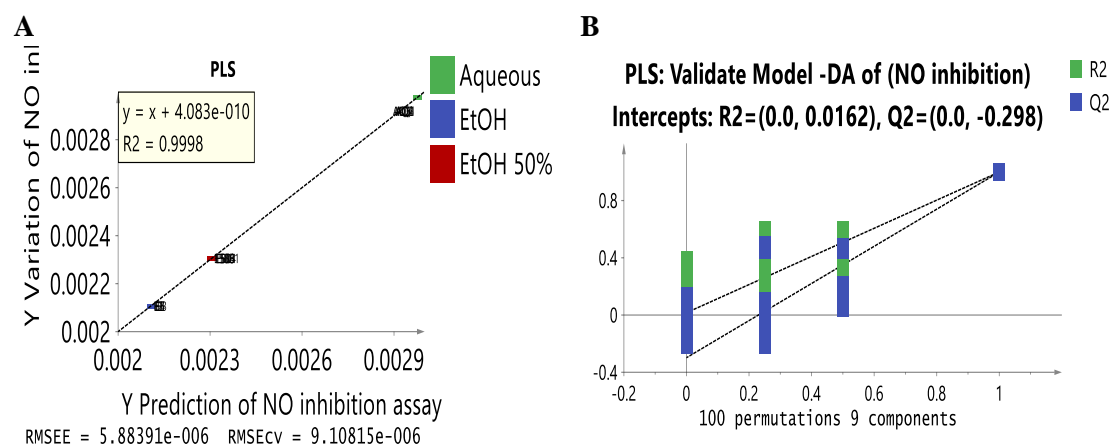 A
Y Variation of NO inl
PLS
y = x + 4.083e-010
R2 = 0.9998
Aqueous
EtOH
EtOH 50%
0.0028
0.0026
0.0024
0.0022
0.002
0.002 0.0023 0.0026 0.0029
Y Prediction of NO inhibition assay
RMSEE = 5.88391e-006 RMSEcv = 9.10815e-006
B
PLS: Validate Model -DA of (NO inhibition)
Intercepts: R2=(0.0, 0.0162), Q2=(0.0, -0.298)
R2
Q2
0.8
0.4
0
-0.4
-0.2 0 0.2 0.4 0.6 0.8 1
100 permutations 9 components